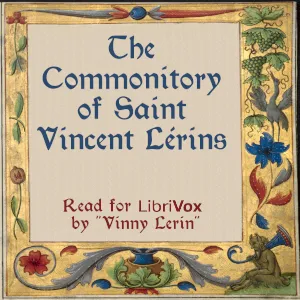 The
Commonitory
of Saint
Vincent Lérins
Read for LibriVox
by "Vinny Lerin"